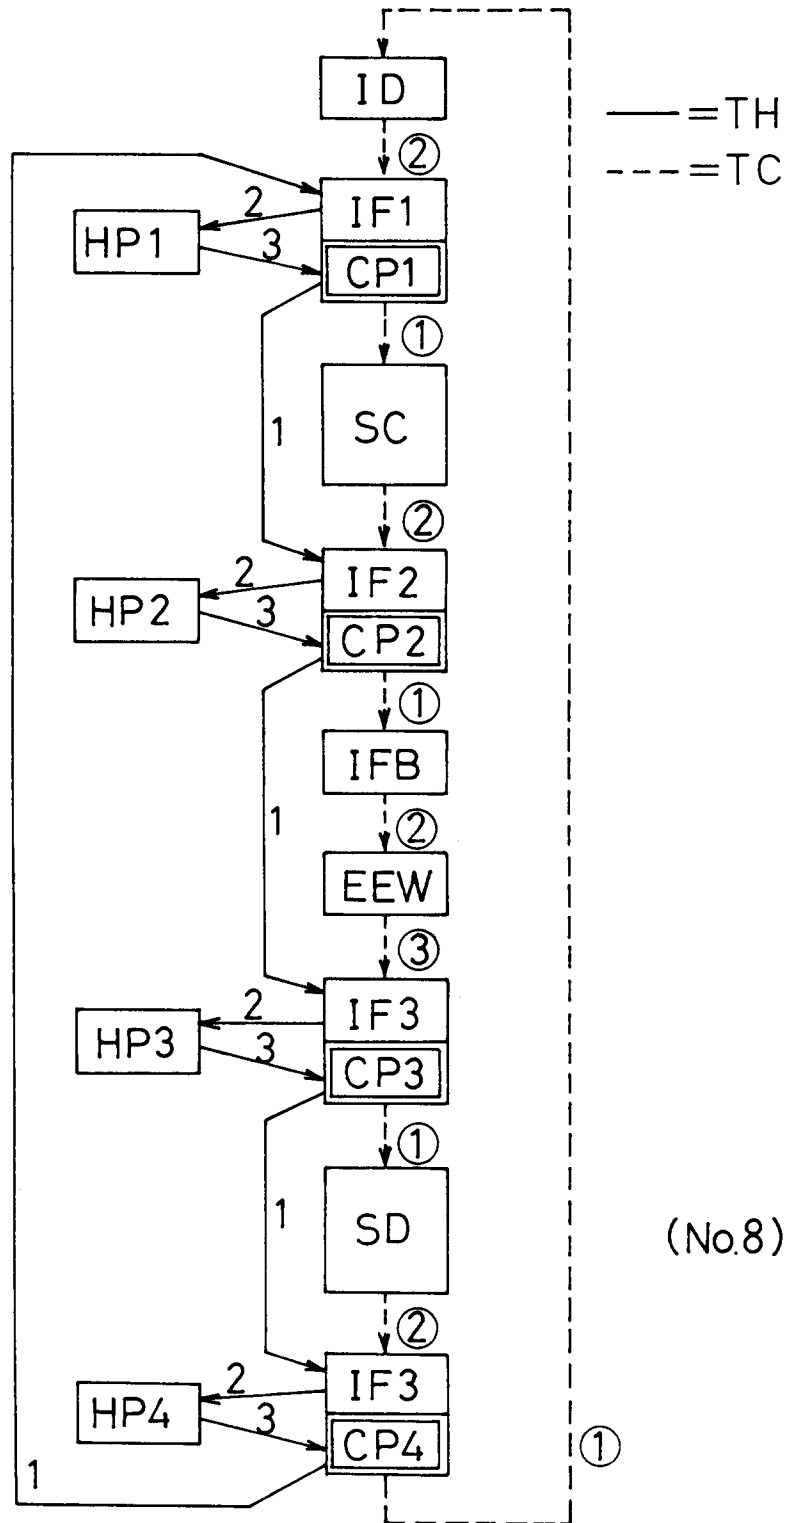 ID
—— = TH
②
---- = TC
IF1
2
HP1
3
CP1
①
SC
1
②
IF2
2
HP2
3
CP2
①
IFB
1
②
EEW
③
IF3
2
HP3
3
CP3
①
1
SD
(No.8)
②
IF3
2
HP4
3
CP4
①
1